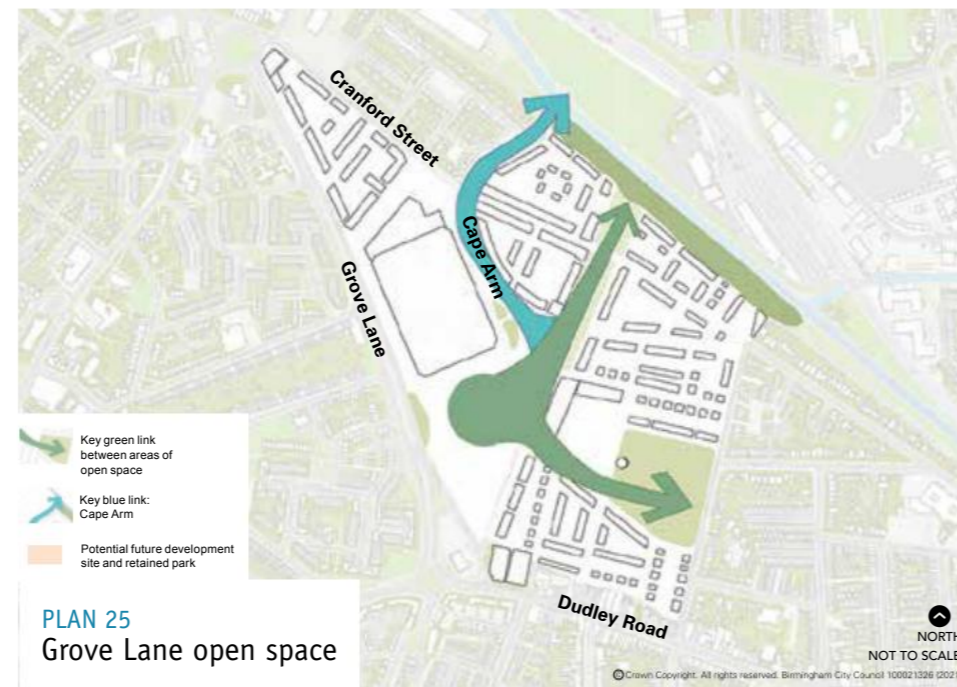 Cranford Street
Cape Arm
Grove Lane
Key green link
between areas of
open space
Key blue link:
Cape Arm
Potential future development
site and retained park
PLAN 25
Grove Lane open space
Dudley Road
NORTH
NOT TO SCALE
©Crown Copyright. All rights reserved. Birmingham City Council 100021326 (2021